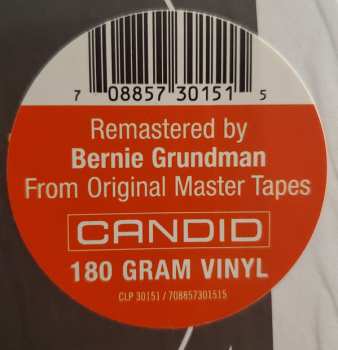 7 08857 30151 5
Remastered by
Bernie Grundman
From Original Master Tapes
CANDID
180 GRAM VINYL
CLP 30151 / 708857301515